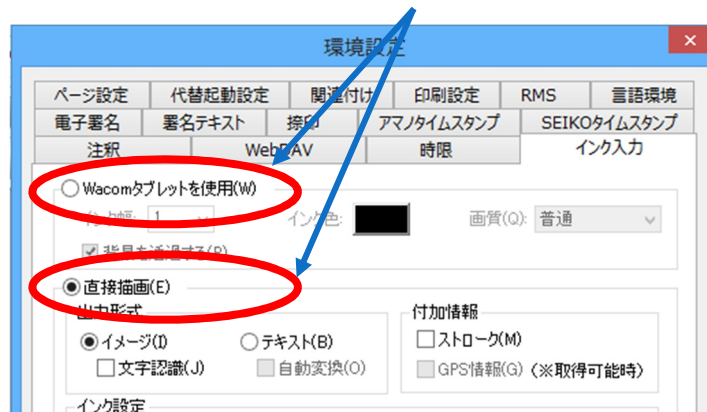 環境設定
ページ設定 代替起動設定 関連付け 印刷設定 RMS 言語環境
電子署名 署名テキスト 捺印 アマノタイムスタンプ SEIKOタイムスタンプ
注釈 WebDAV 時限 インク入力
Wacomタブレットを使用(W)
インク幅: 1 インク色: 画質(Q): 普通
背景を透過する(P)
直接描画(E)
出力形式 付加情報
イメージ(I) テキスト(B) ストローク(M)
文字認識(J) 自動変換(O) GPS情報(G) (※取得可能時)
インク設定